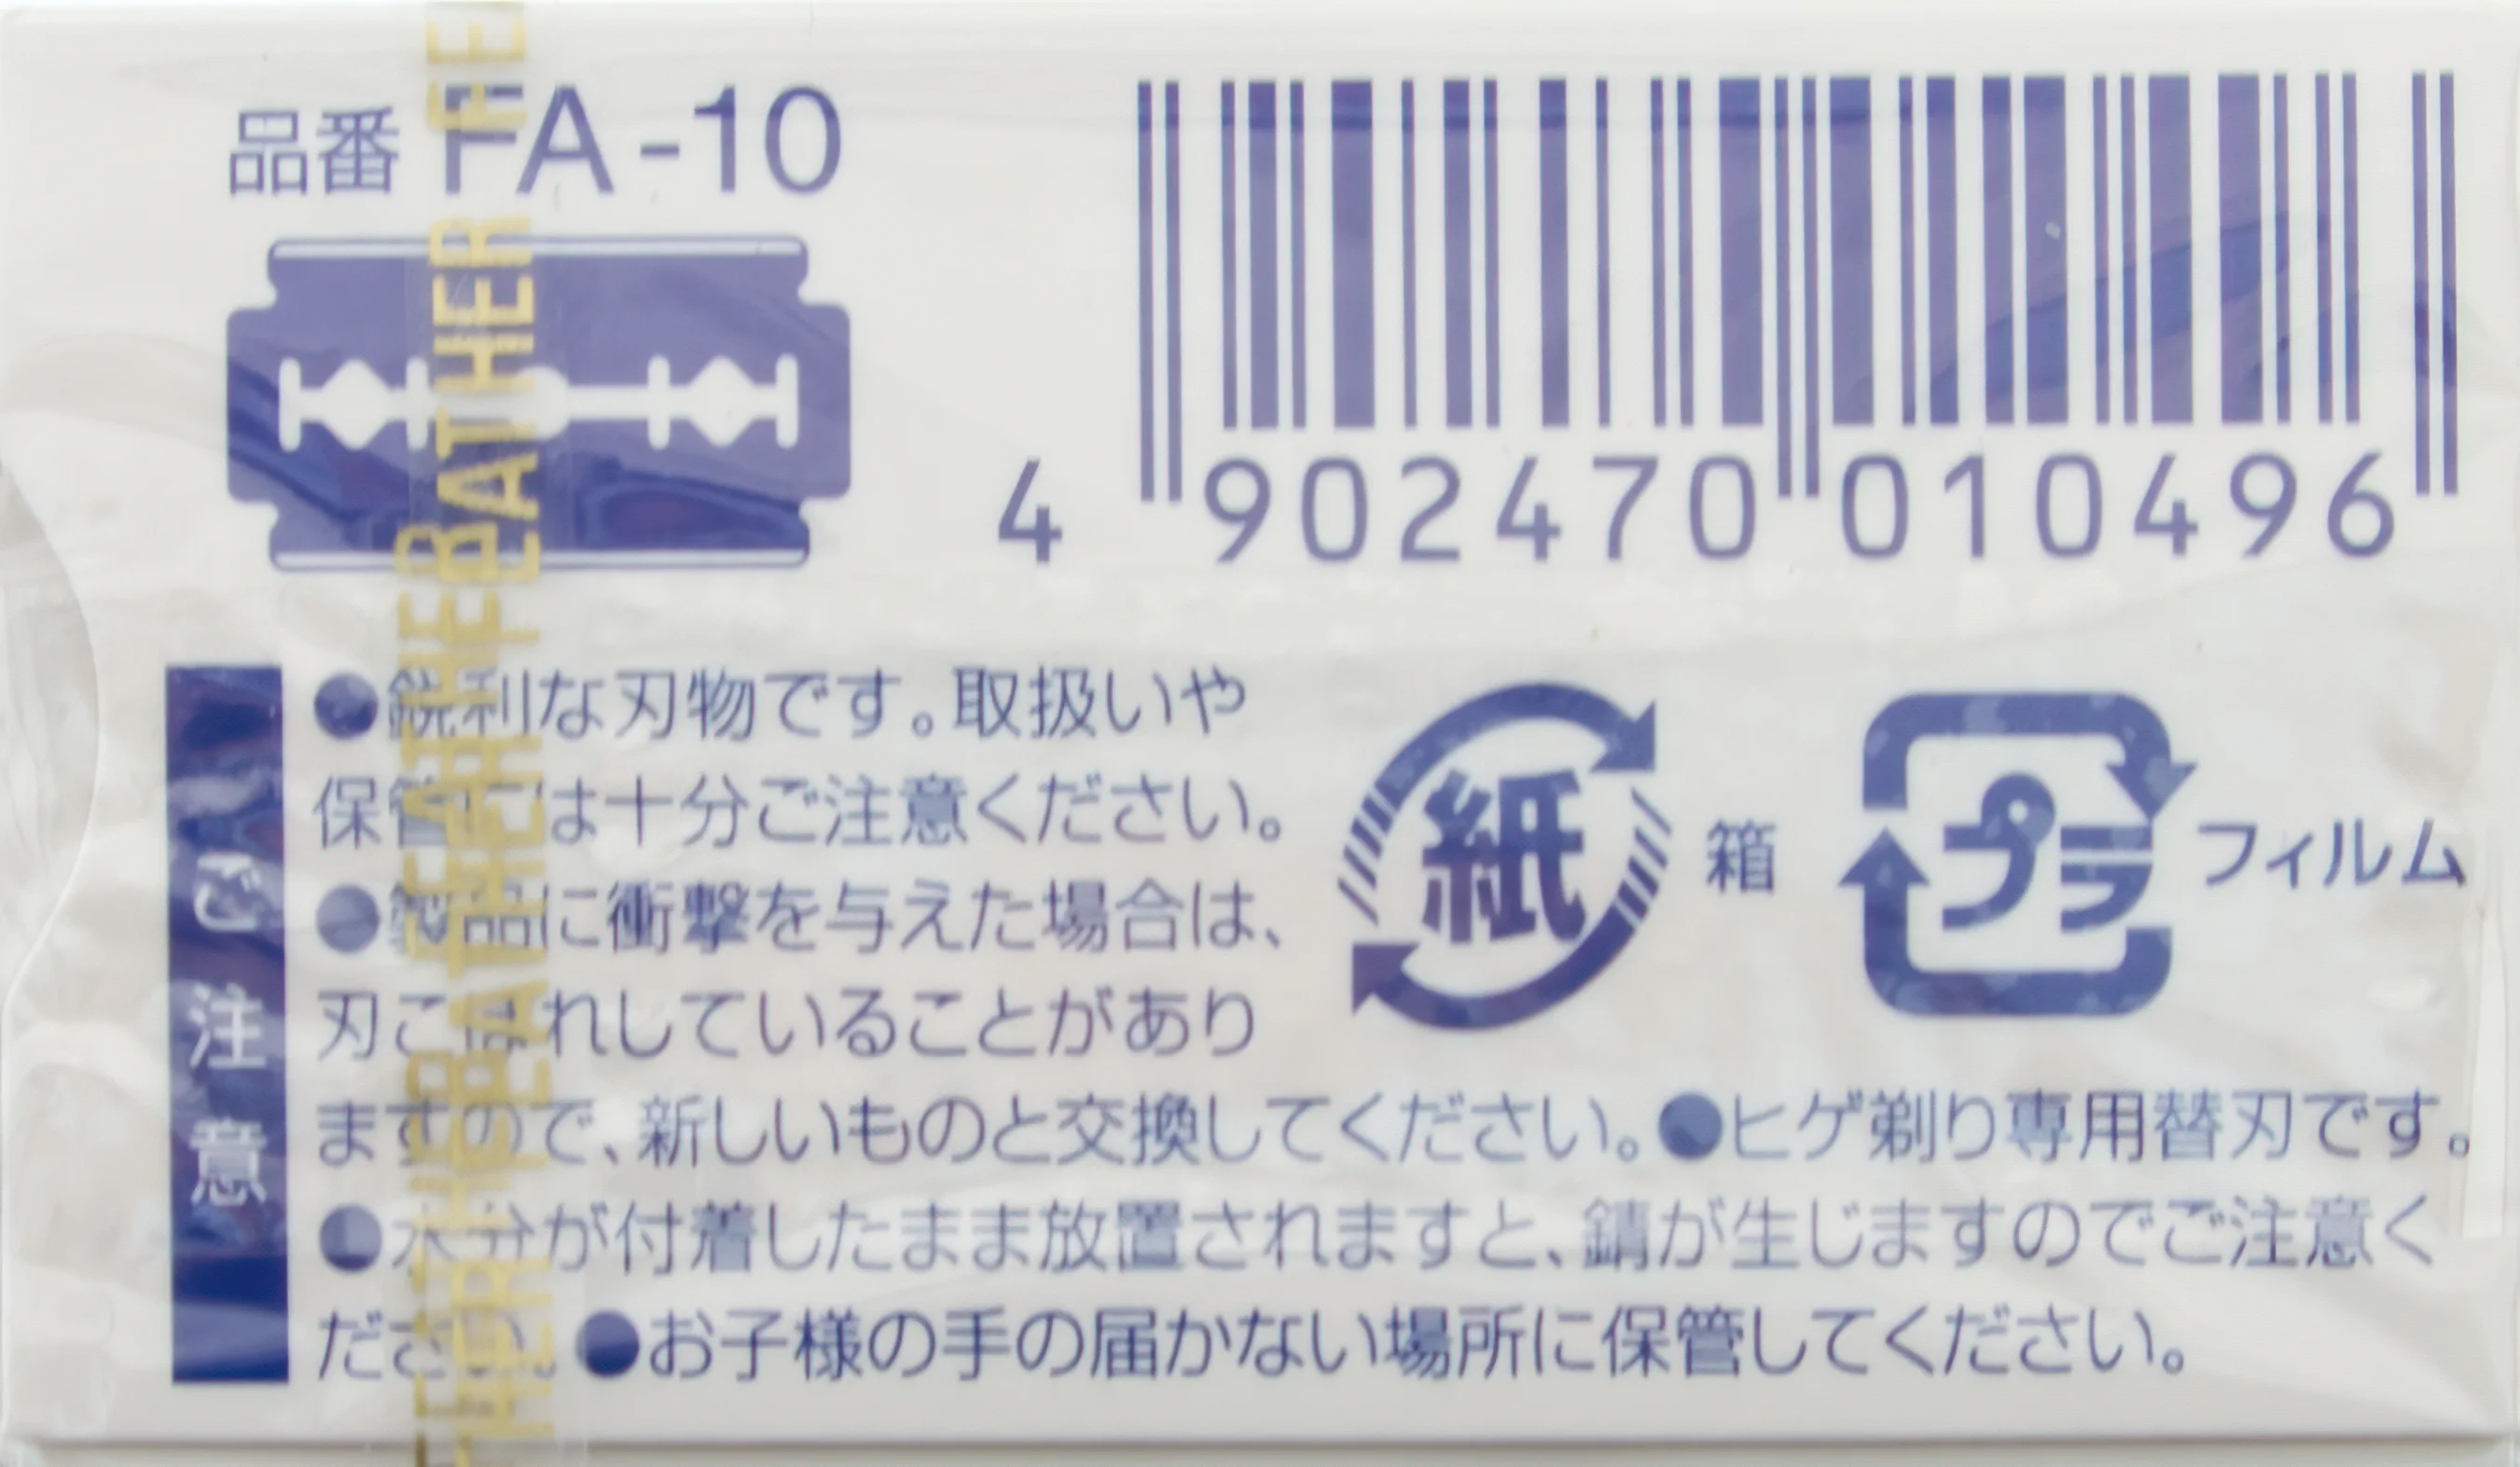 品番 FA-10
4 902470 010496
ご注意
●鋭利な刃物です。取扱いや
保管には十分ご注意ください。
●製品に衝撃を与えた場合は、
刃こぼれしていることがあり
ますので、新しいものと交換してください。●ヒゲ剃り専用替刃です。
●水分が付着したまま放置されますと、錆が生じますのでご注意く
ださい。●お子様の手の届かない場所に保管してください。
紙 箱
プラ フィルム
FEATHER